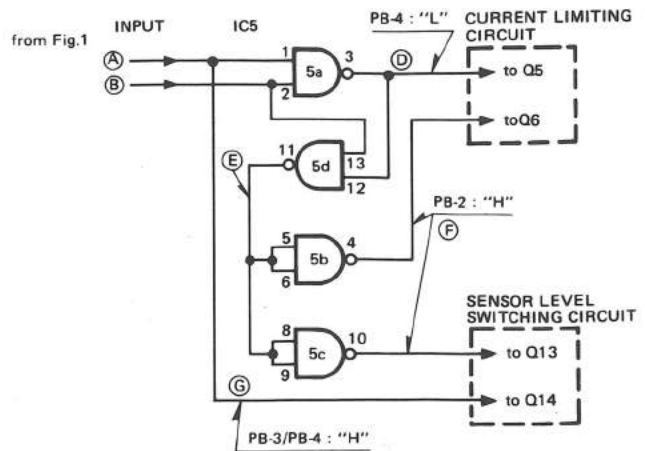 PB-4 : "L"
CURRENT LIMITING
CIRCUIT
INPUT
IC5
from Fig.1
A
1
3
D
5a
to Q5
B
2
toQ6
11
E
5d
13
12
PB-2 : "H"
5
4
5b
F
6
SENSOR LEVEL
SWITCHING CIRCUIT
8
10
5c
to Q13
9
G
to Q14
PB-3/PB-4 : "H"